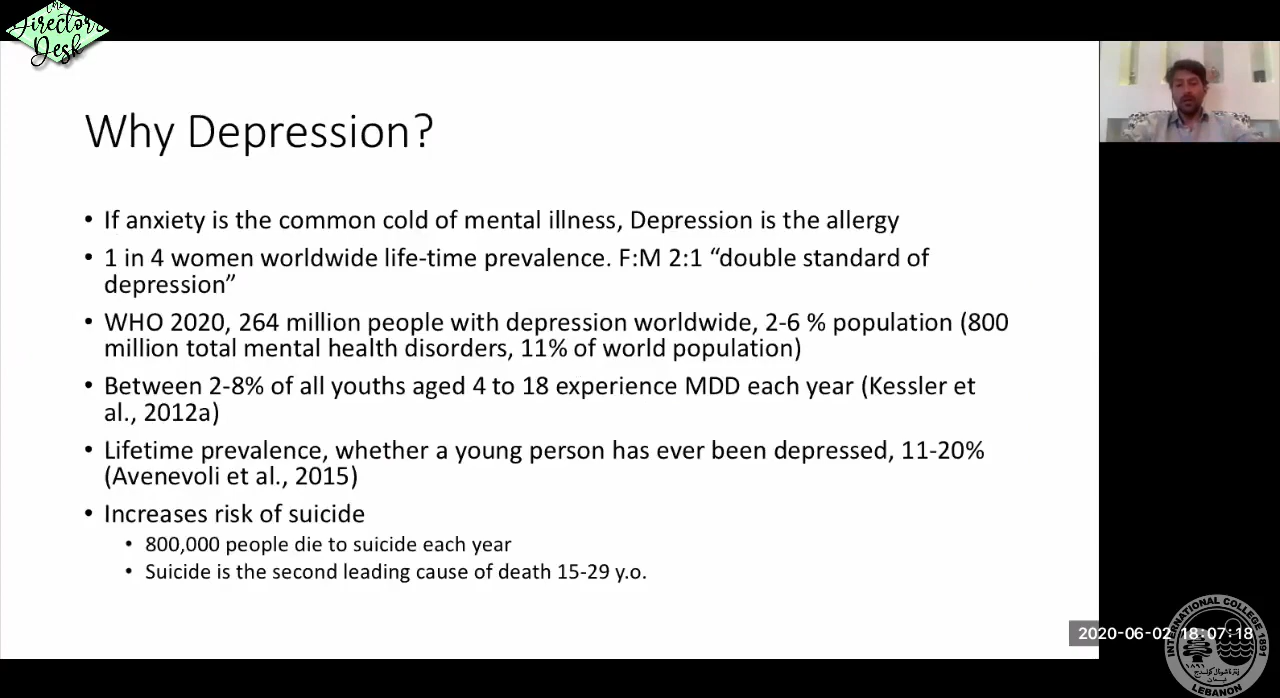 the
Director's
Desk
Why Depression?
• If anxiety is the common cold of mental illness, Depression is the allergy
• 1 in 4 women worldwide life-time prevalence. F:M 2:1 “double standard of
depression”
• WHO 2020, 264 million people with depression worldwide, 2-6 % population (800
million total mental health disorders, 11% of world population)
• Between 2-8% of all youths aged 4 to 18 experience MDD each year (Kessler et
al., 2012a)
• Lifetime prevalence, whether a young person has ever been depressed, 11-20%
(Avenevoli et al., 2015)
• Increases risk of suicide
• 800,000 people die to suicide each year
• Suicide is the second leading cause of death 15-29 y.o.
2020-06-02 18:07:18
INTERNATIONAL COLLEGE 1891
LEBANON